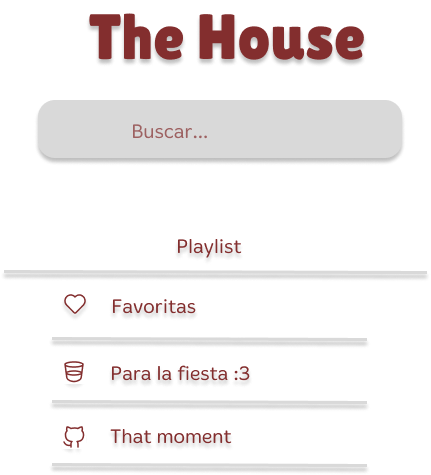 The House
Buscar...
Playlist
Favoritas
Para la fiesta :3
That moment